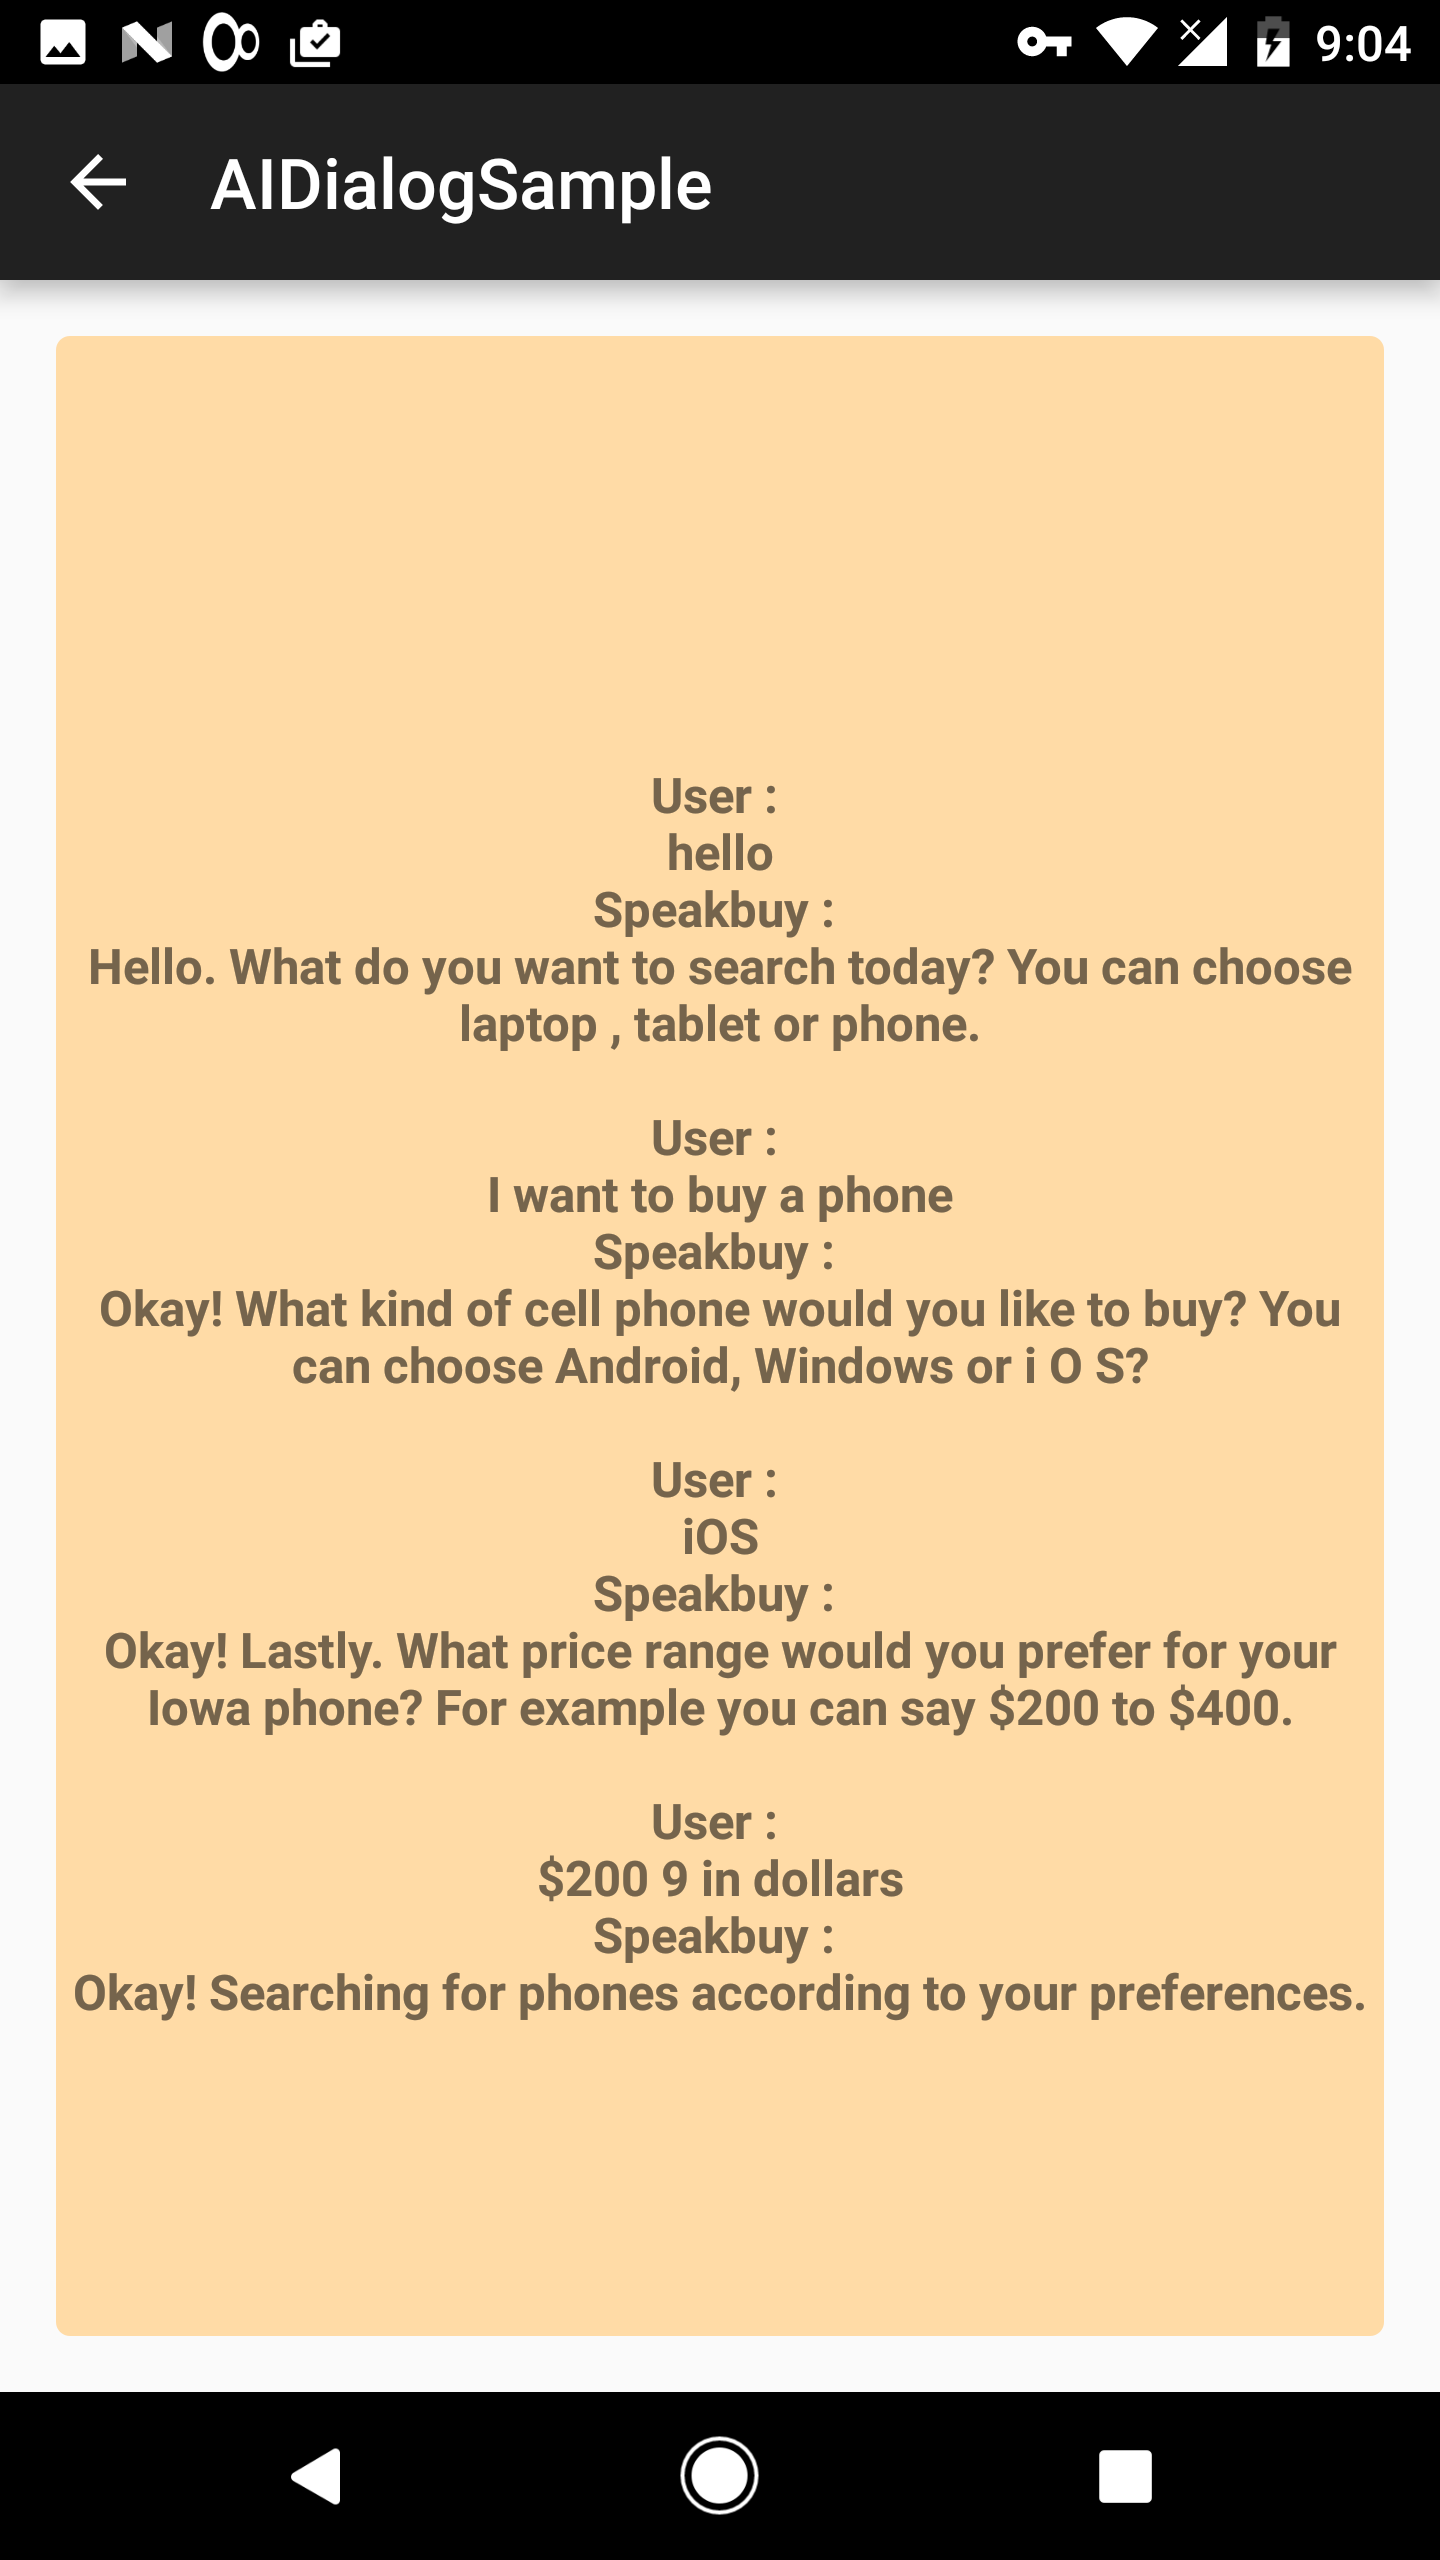 9:04
AIDialogSample
User :
hello
Speakbuy :
Hello. What do you want to search today? You can choose
laptop , tablet or phone.
User :
I want to buy a phone
Speakbuy :
Okay! What kind of cell phone would you like to buy? You
can choose Android, Windows or i O S?
User :
iOS
Speakbuy :
Okay! Lastly. What price range would you prefer for your
Iowa phone? For example you can say $200 to $400.
User :
$200 9 in dollars
Speakbuy :
Okay! Searching for phones according to your preferences.